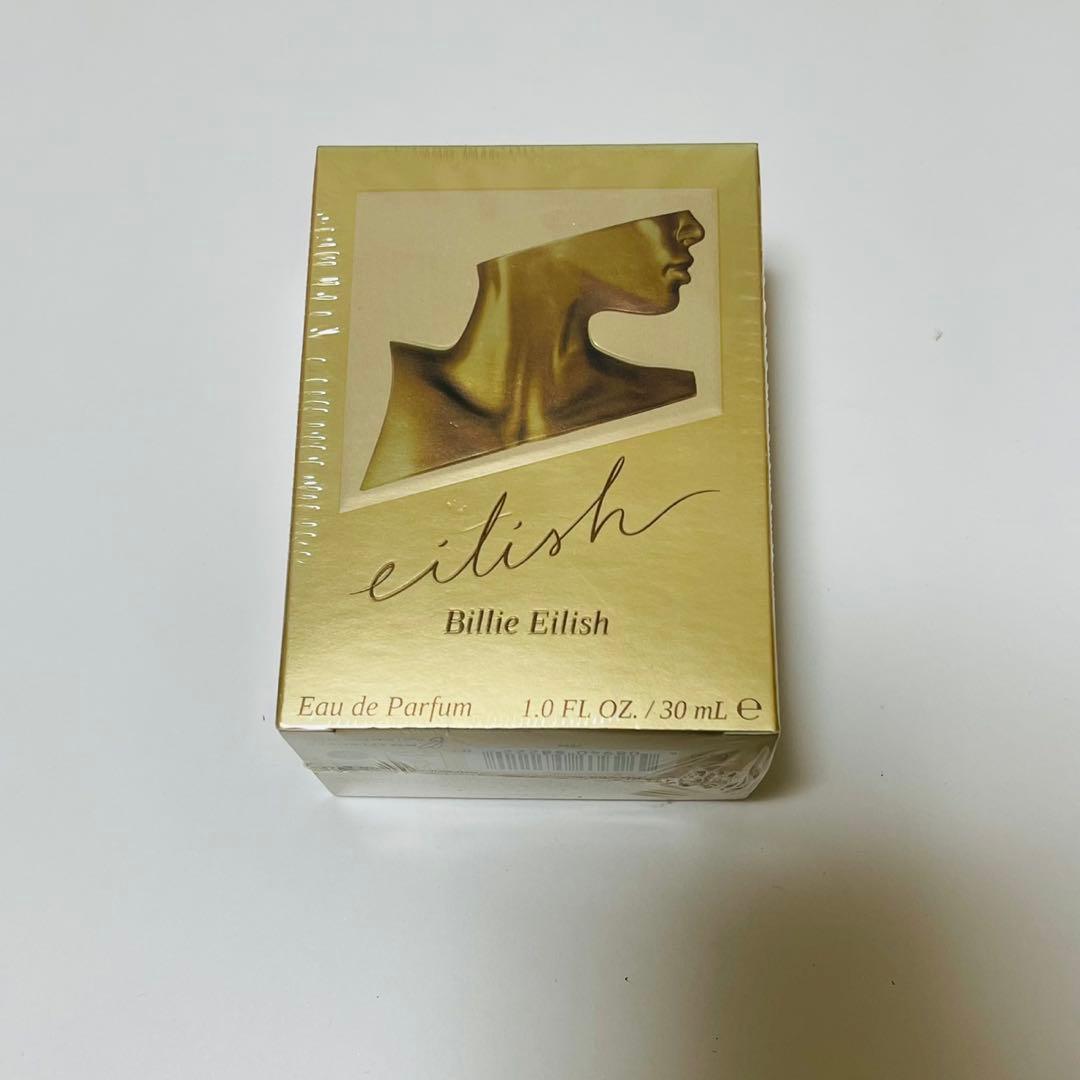 eilish
Billie Eilish
Eau de Parfum 1.0 FL OZ. / 30 mL ℮